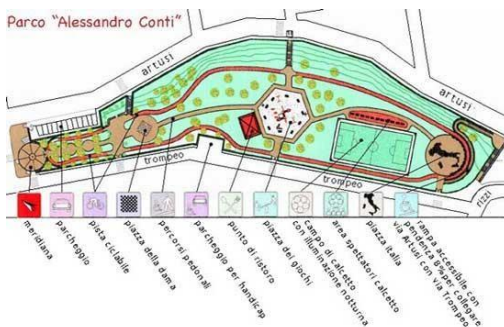 Parco "Alessandro Conti"
artusi
artusi
trompeo
trompeo
rizzi
meridiana
parcheggio
pista ciclabile
piazza della dama
percorsi pedonali
parcheggio per handicap
punto di ristoro
piazza dei giochi
campo di calcetto
con illuminazione notturna
area spettatori calcetto
piazza italia
rampa accessibile con
pendenza 8% per collegare
via Artusi con via Trompeo